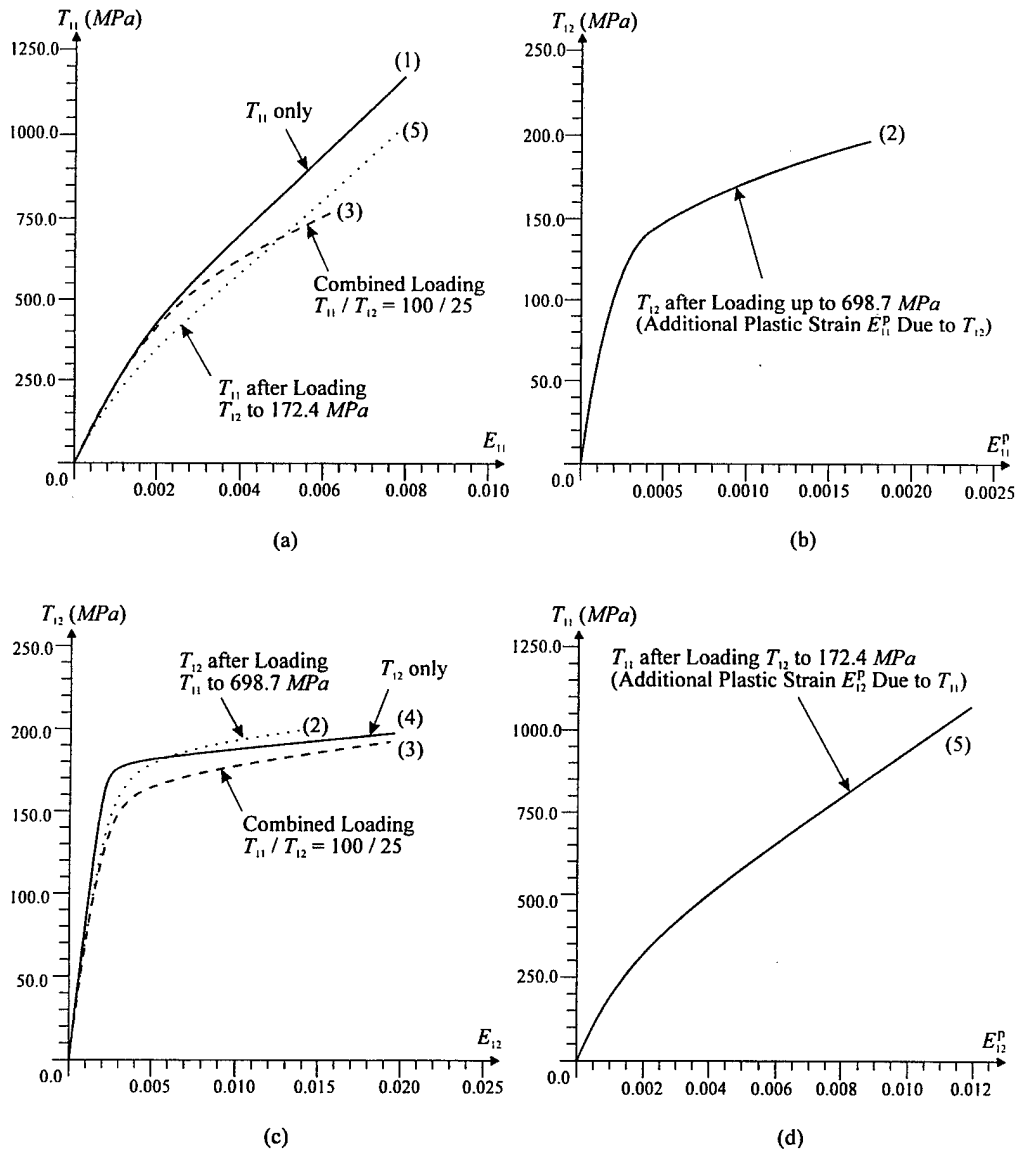 T₁₁ (MPa)
1250.0
1000.0
750.0
500.0
250.0
0.0
0.002
0.004
0.006
0.008
0.010
E₁₁
(1)
T₁₁ only
(5)
(3)
Combined Loading
T₁₁ / T₁₂ = 100 / 25
T₁₁ after Loading
T₁₂ to 172.4 MPa
(a)
T₁₂ (MPa)
250.0
200.0
150.0
100.0
50.0
0.0
0.0005
0.0010
0.0015
0.0020
0.0025
E₁₁ᵖ
(2)
T₁₂ after Loading up to 698.7 MPa
(Additional Plastic Strain E₁₁ᵖ Due to T₁₂)
(b)
T₁₂ (MPa)
250.0
200.0
150.0
100.0
50.0
0.0
0.005
0.010
0.015
0.020
0.025
E₁₂
T₁₂ after Loading
T₁₁ to 698.7 MPa
T₁₂ only
(2)
(4)
(3)
Combined Loading
T₁₁ / T₁₂ = 100 / 25
(c)
T₁₁ (MPa)
1250.0
1000.0
750.0
500.0
250.0
0.0
0.002
0.004
0.006
0.008
0.010
0.012
E₁₂ᵖ
T₁₁ after Loading T₁₂ to 172.4 MPa
(Additional Plastic Strain E₁₂ᵖ Due to T₁₁)
(5)
(d)